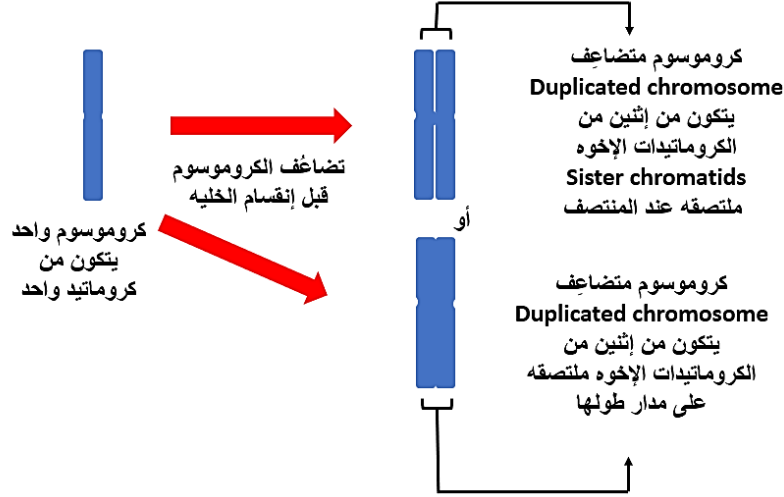 كروموسوم متضاعِف
Duplicated chromosome
يتكون من إثنين من
الكروماتيدات الإخوه
Sister chromatids
ملتصقه عند المنتصف
تضاعُف الكروموسوم
قبل إنقسام الخليه
أو
كروموسوم واحد
يتكون من
كروماتيد واحد
كروموسوم متضاعِف
Duplicated chromosome
يتكون من إثنين من
الكروماتيدات الإخوه ملتصقه
على مدار طولها